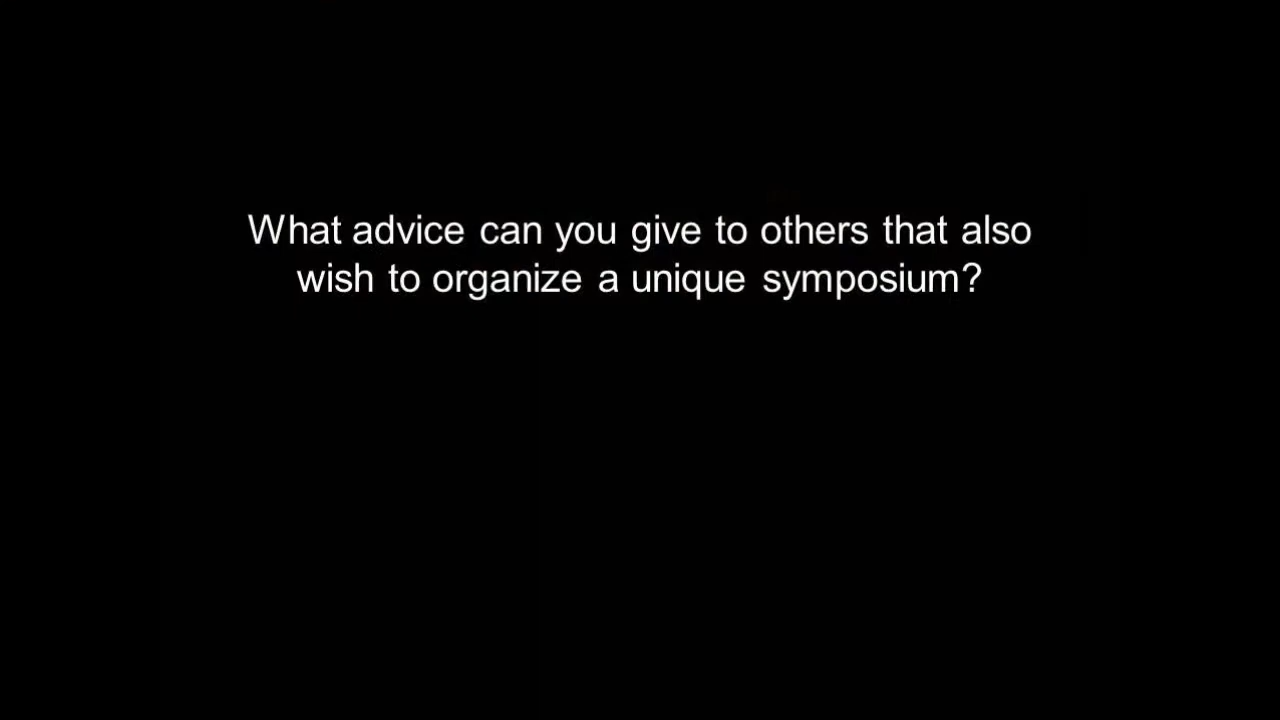 What advice can you give to others that also
wish to organize a unique symposium?